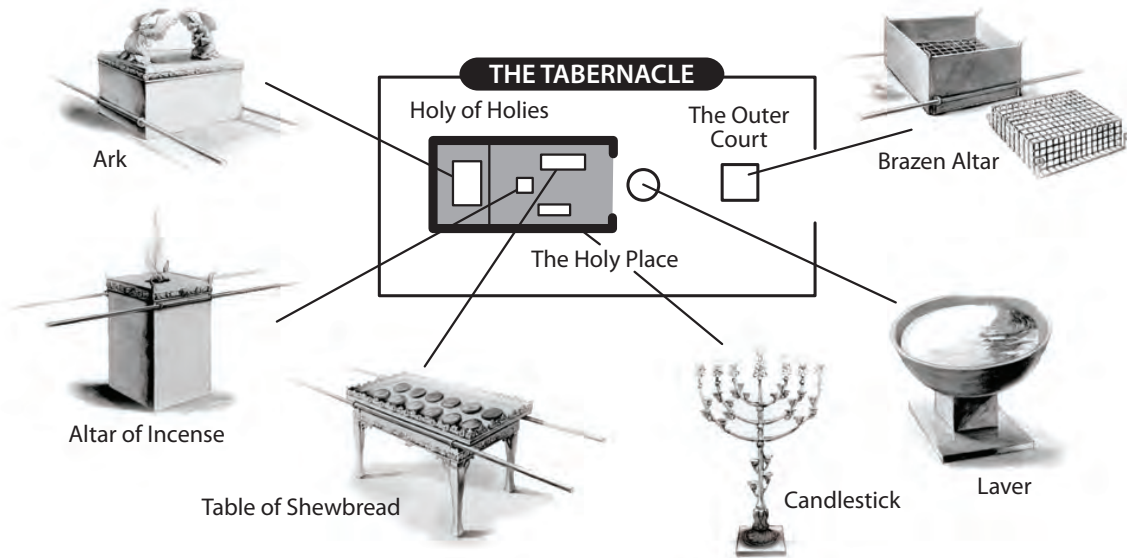 THE TABERNACLE
Holy of Holies
The Outer
Court
Ark
Brazen Altar
The Holy Place
Altar of Incense
Table of Shewbread
Candlestick
Laver